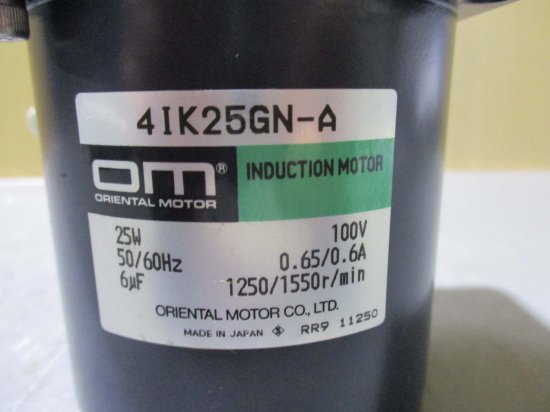 4IK25GN-A
OM®
ORIENTAL MOTOR
INDUCTION MOTOR
25W 100V
50/60Hz 0.65/0.6A
6μF 1250/1550r/min
ORIENTAL MOTOR CO., LTD.
MADE IN JAPAN S RR9 11250